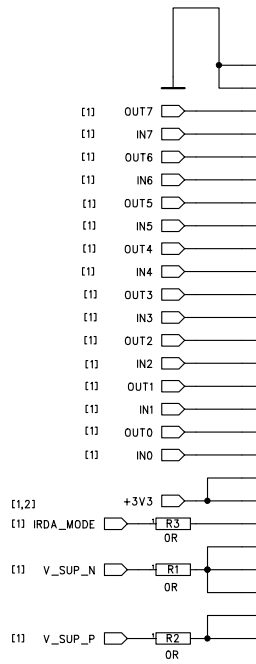 [1] OUT7
[1] IN7
[1] OUT6
[1] IN6
[1] OUT5
[1] IN5
[1] OUT4
[1] IN4
[1] OUT3
[1] IN3
[1] OUT2
[1] IN2
[1] OUT1
[1] IN1
[1] OUT0
[1] IN0
[1,2] +3V3
[1] IRDA_MODE 1 R3
0R
[1] V_SUP_N 1 R1
0R
[1] V_SUP_P 1 R2
0R